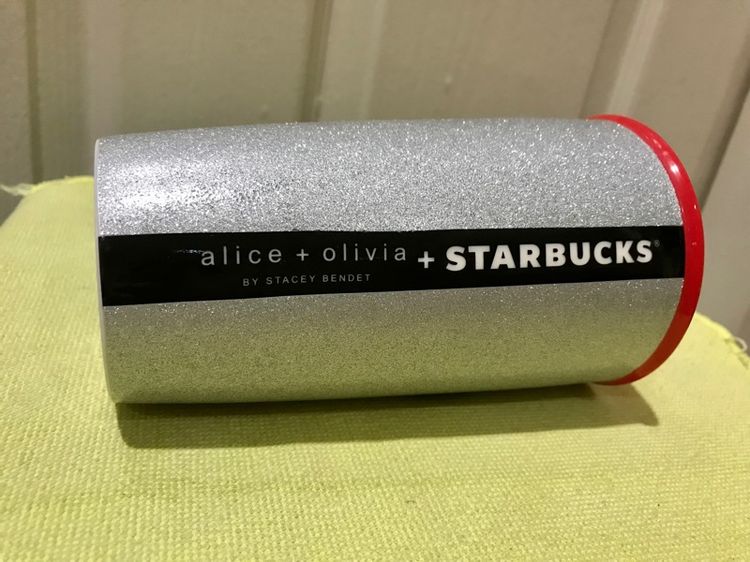 alice + olivia + STARBUCKS®
BY STACEY BENDET